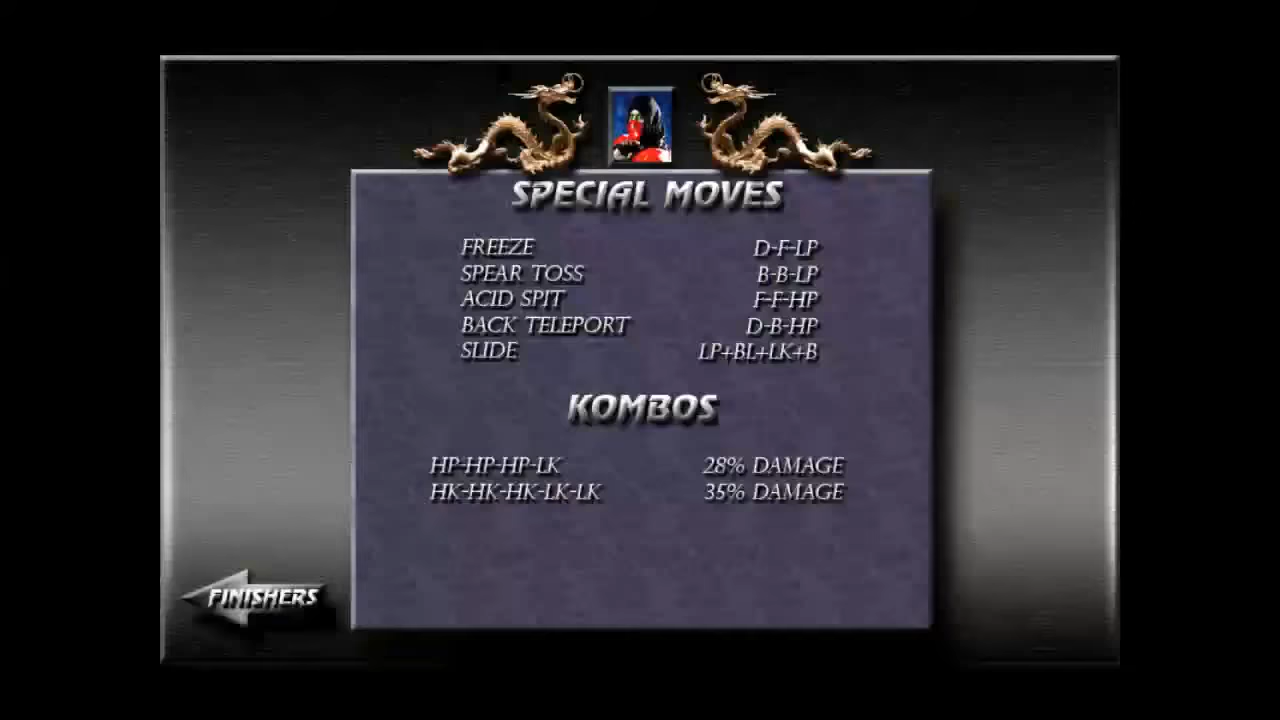 SPECIAL MOVES
FREEZE D-F-LP
SPEAR TOSS B-B-LP
ACID SPIT F-F-HP
BACK TELEPORT D-B-HP
SLIDE LP+BL+LK+B
KOMBOS
HP-HP-HP-LK 28% DAMAGE
HK-HK-HK-LK-LK 35% DAMAGE
FINISHERS